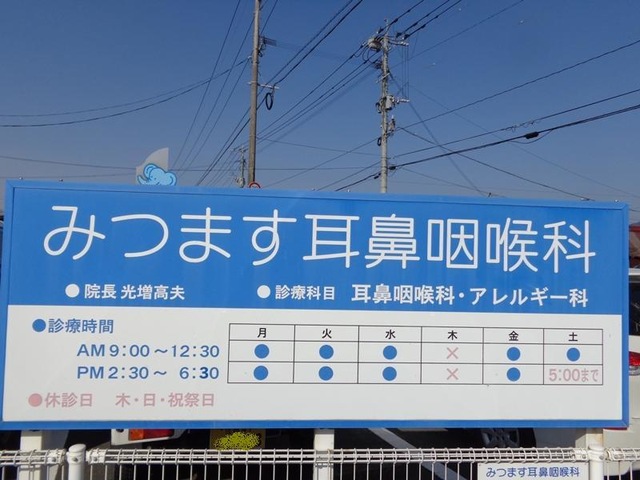 みつます耳鼻咽喉科
●院長 光増高夫 ●診療科目 耳鼻咽喉科・アレルギー科
●診療時間
月 火 水 木 金 土
AM 9:00～12:30 ● ● ● × ● ●
PM 2:30～ 6:30 ● ● ● × ● 5:00まで
●休診日 木・日・祝祭日
みつます耳鼻咽喉科